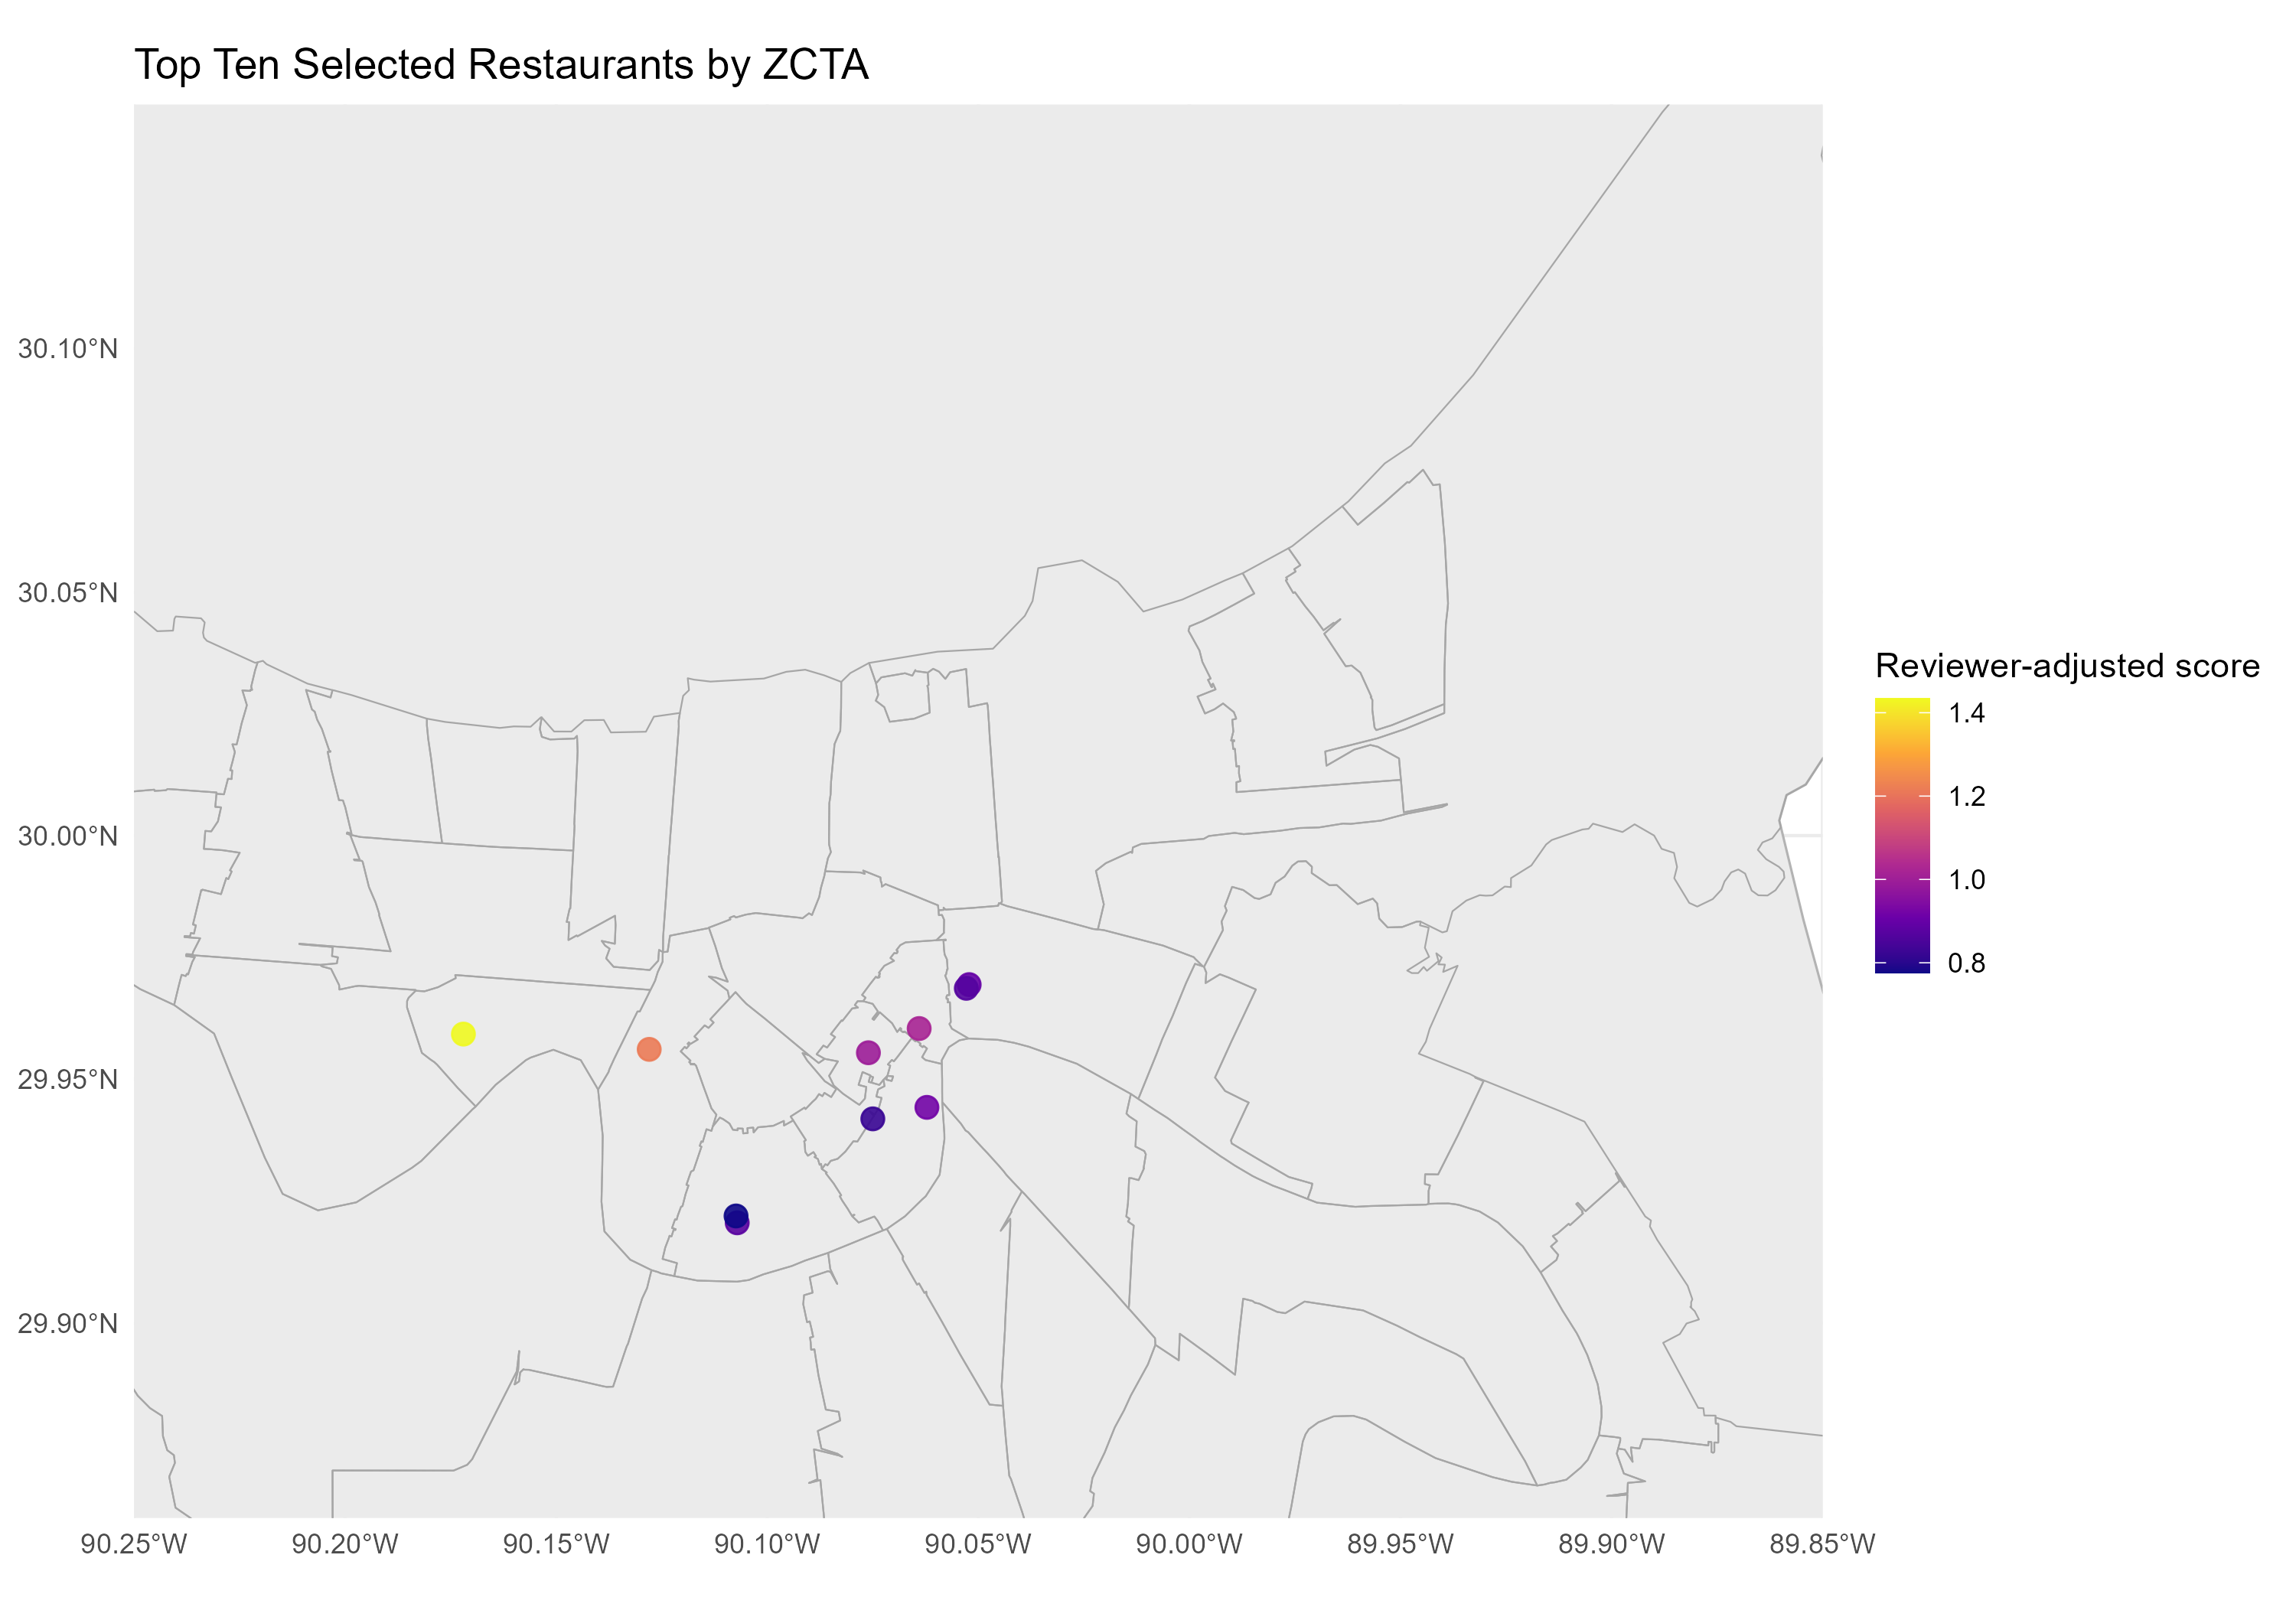 Top Ten Selected Restaurants by ZCTA
30.10°N
30.05°N
30.00°N
29.95°N
29.90°N
90.25°W 90.20°W 90.15°W 90.10°W 90.05°W 90.00°W 89.95°W 89.90°W 89.85°W
Reviewer-adjusted score
1.4
1.2
1.0
0.8